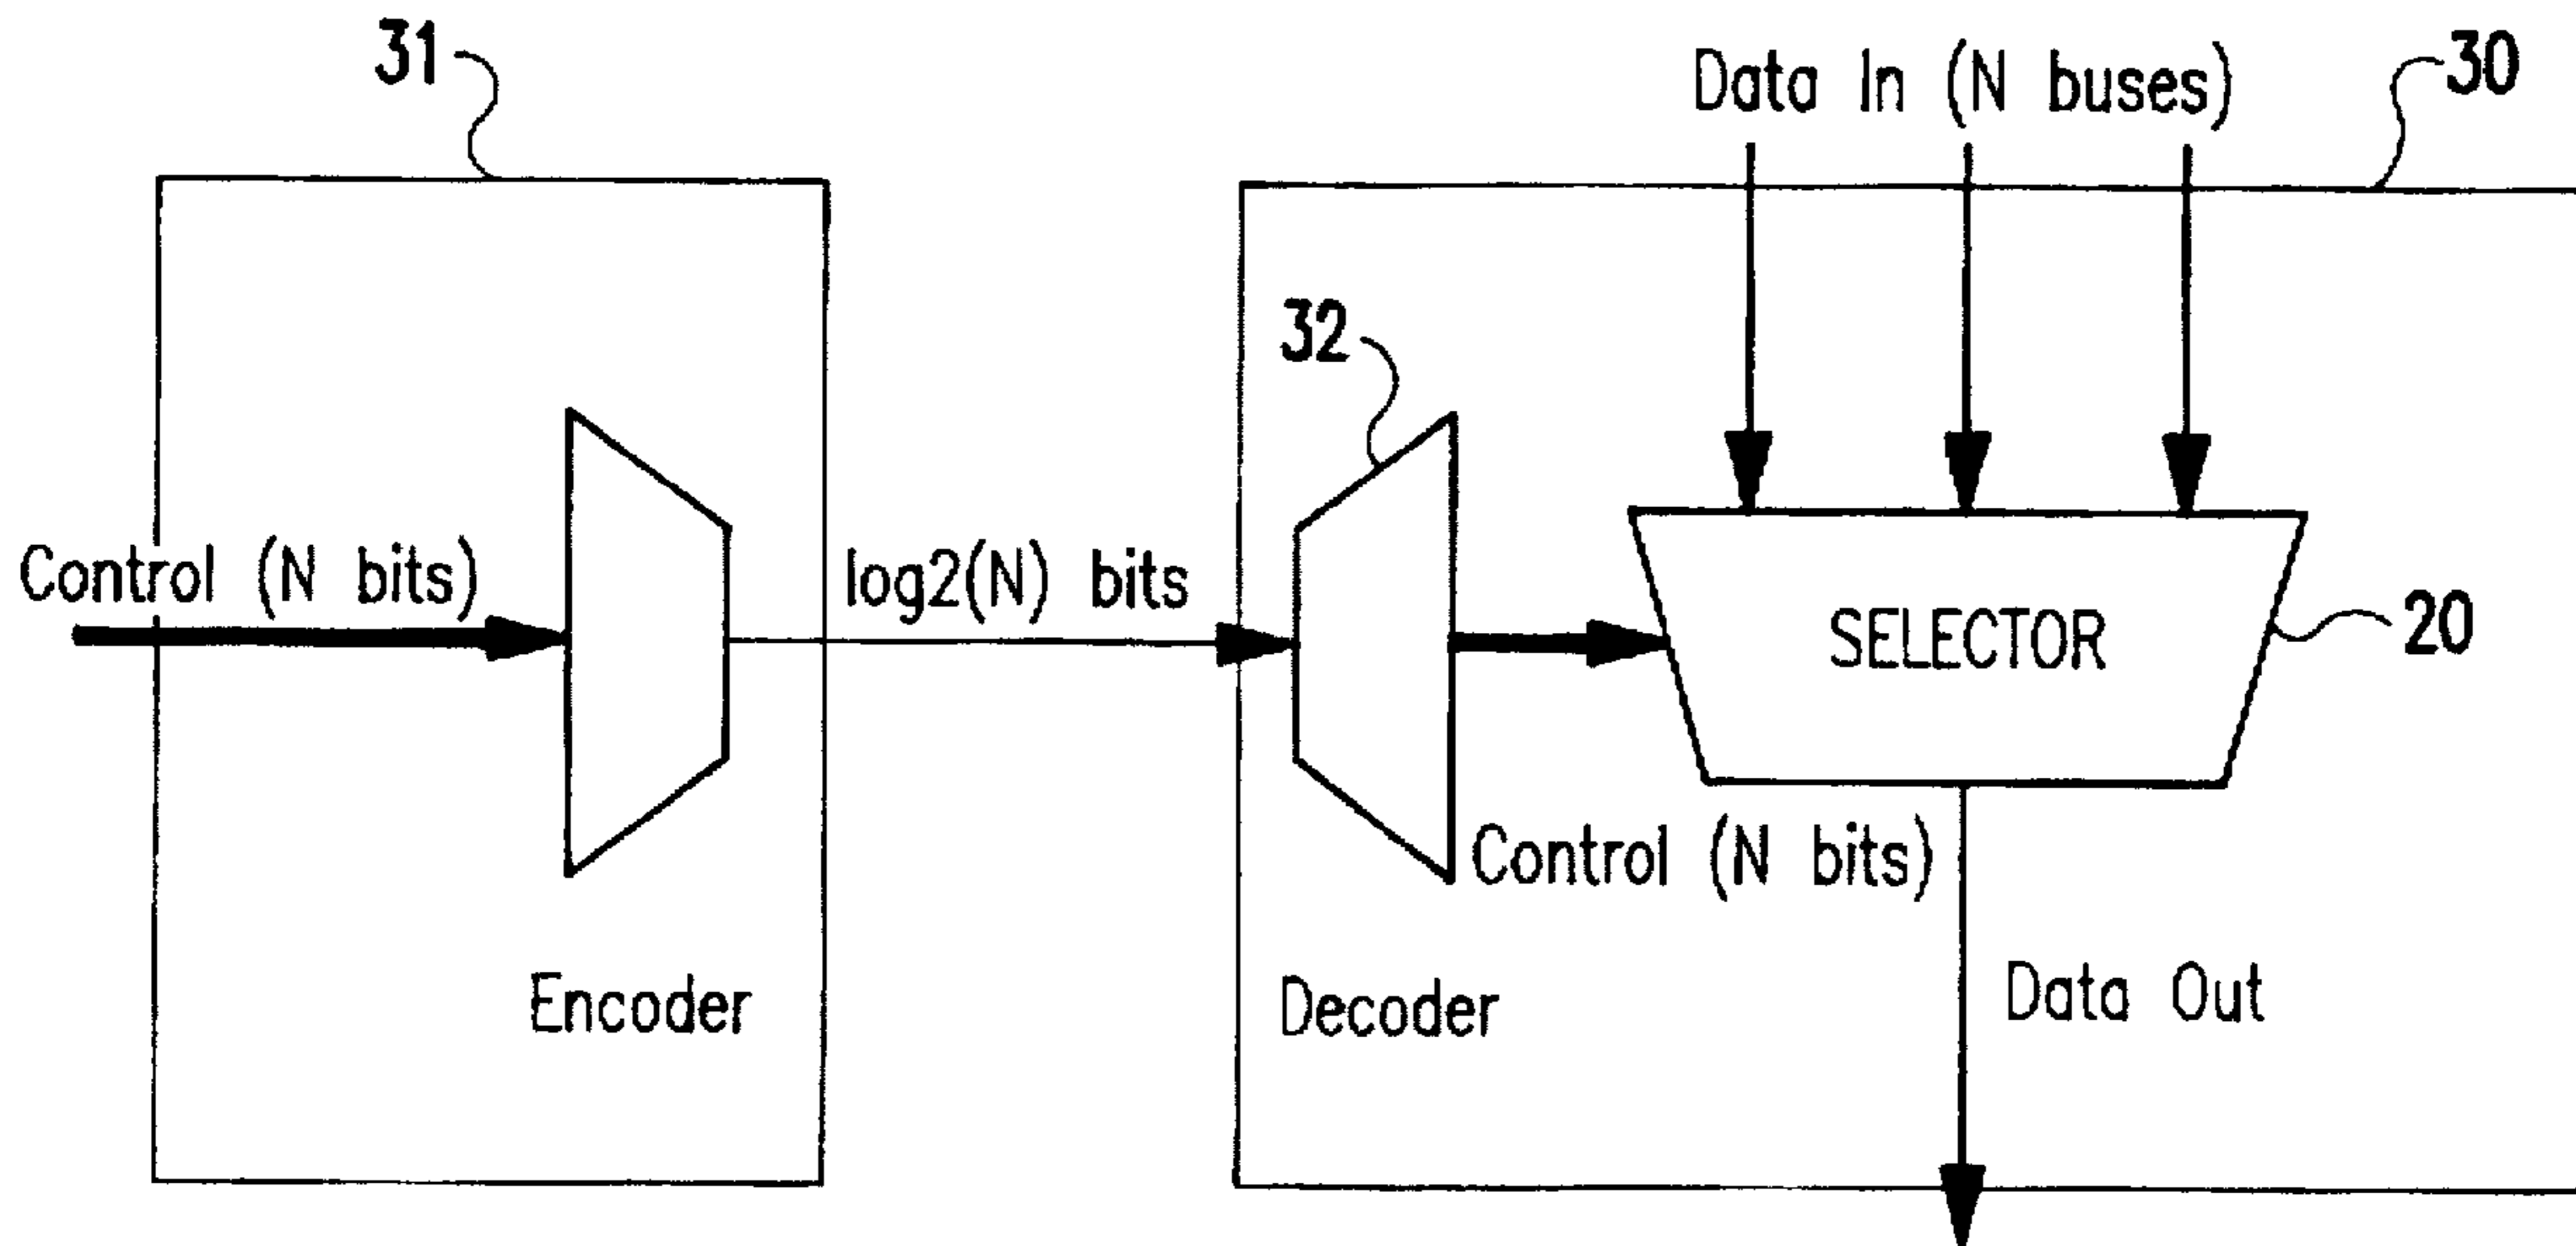 31
Data In (N buses)
30
32
Control (N bits)
log2(N) bits
SELECTOR
20
Control (N bits)
Encoder
Decoder
Data Out